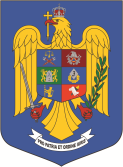 PRO PATRIA ET ORDINE IURIS